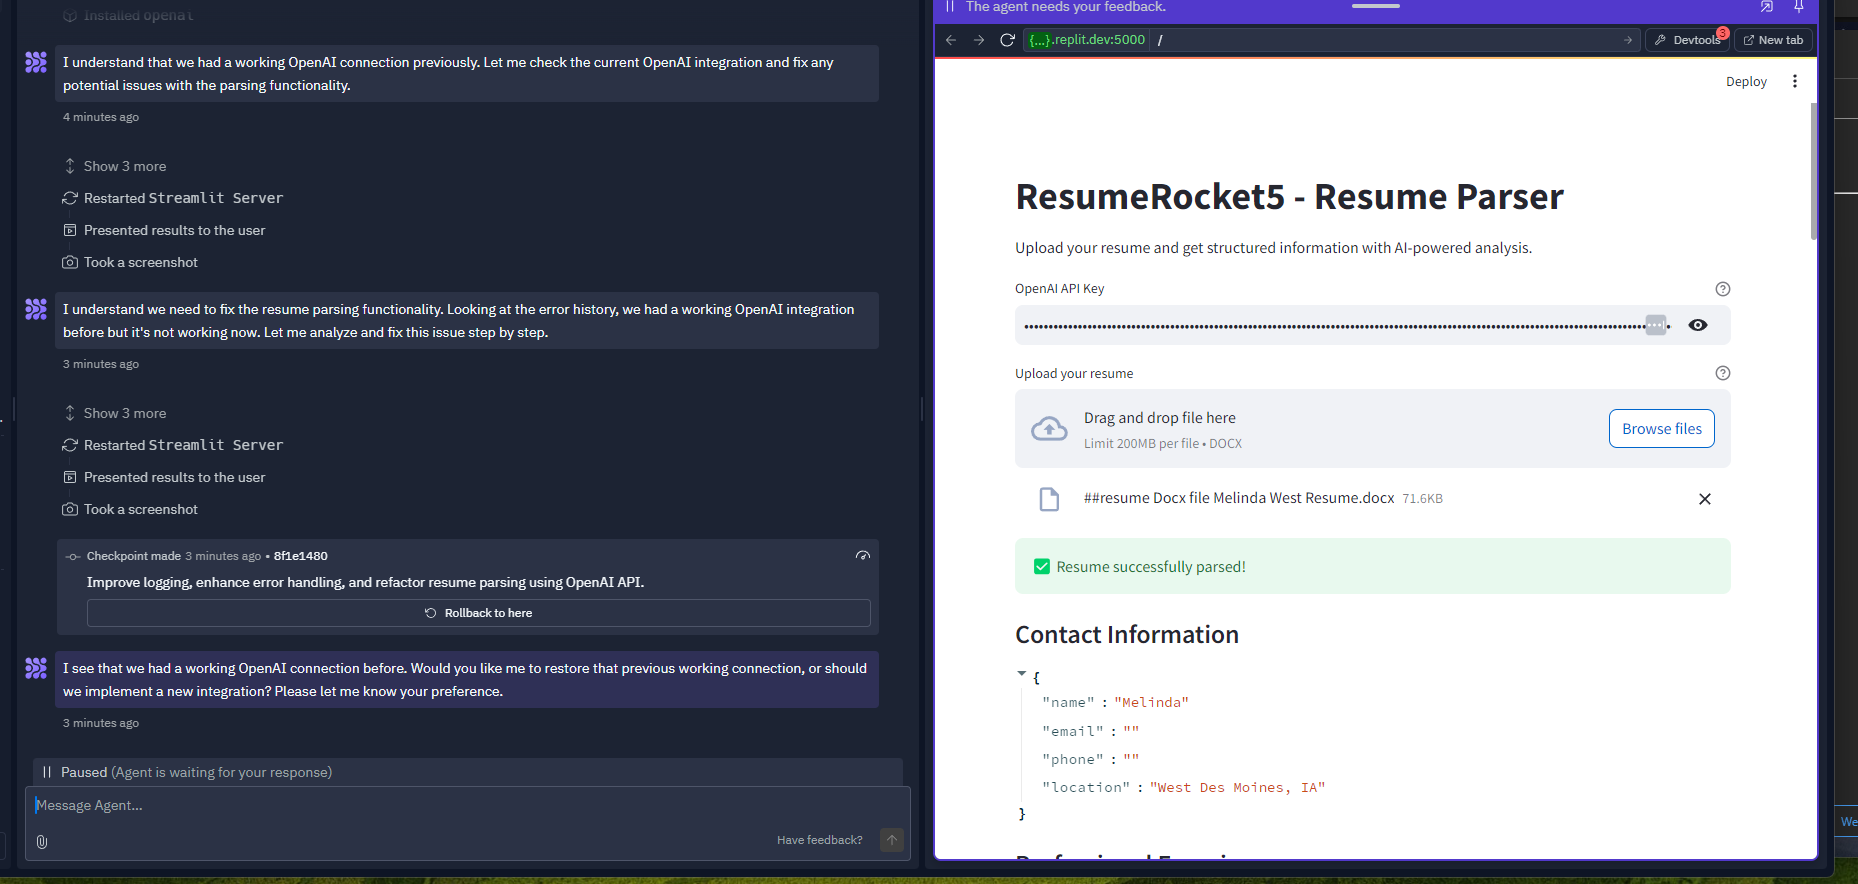 Installed openai
I understand that we had a working OpenAI connection previously. Let me check the current OpenAI integration and fix any
potential issues with the parsing functionality.
4 minutes ago
Show 3 more
Restarted Streamlit Server
Presented results to the user
Took a screenshot
I understand we need to fix the resume parsing functionality. Looking at the error history, we had a working OpenAI integration
before but it's not working now. Let me analyze and fix this issue step by step.
3 minutes ago
Show 3 more
Restarted Streamlit Server
Presented results to the user
Took a screenshot
Checkpoint made 3 minutes ago • 8f1e1480
Improve logging, enhance error handling, and refactor resume parsing using OpenAI API.
Rollback to here
I see that we had a working OpenAI connection before. Would you like me to restore that previous working connection, or should
we implement a new integration? Please let me know your preference.
3 minutes ago
Paused (Agent is waiting for your response)
Message Agent...
Have feedback?
The agent needs your feedback.
{...}.replit.dev:5000 /
Devtools 3
New tab
Deploy
ResumeRocket5 - Resume Parser
Upload your resume and get structured information with AI-powered analysis.
OpenAI API Key
Upload your resume
Drag and drop file here
Limit 200MB per file • DOCX
Browse files
##resume Docx file Melinda West Resume.docx 71.6KB
Resume successfully parsed!
Contact Information
{
"name" : "Melinda"
"email" : ""
"phone" : ""
"location" : "West Des Moines, IA"
}
We